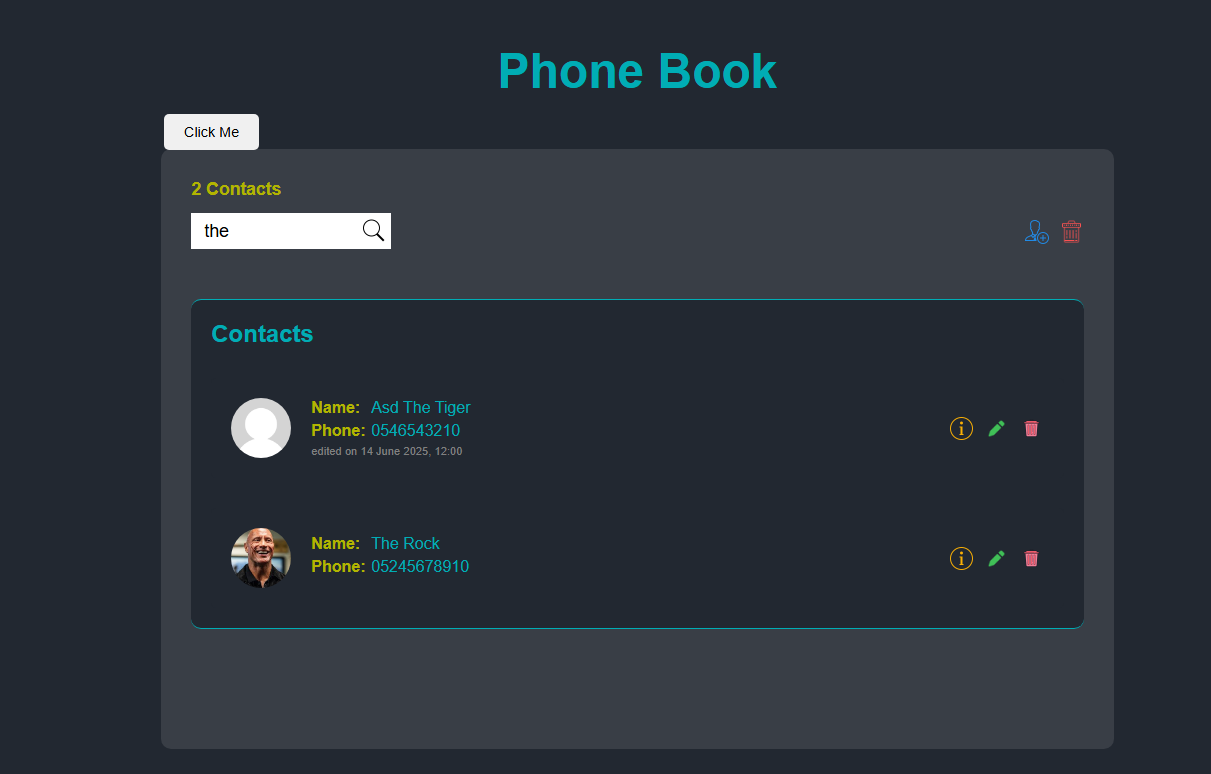 Phone Book
Click Me
2 Contacts
the
Contacts
Name: Asd The Tiger
Phone: 0546543210
edited on 14 June 2025, 12:00
Name: The Rock
Phone: 05245678910